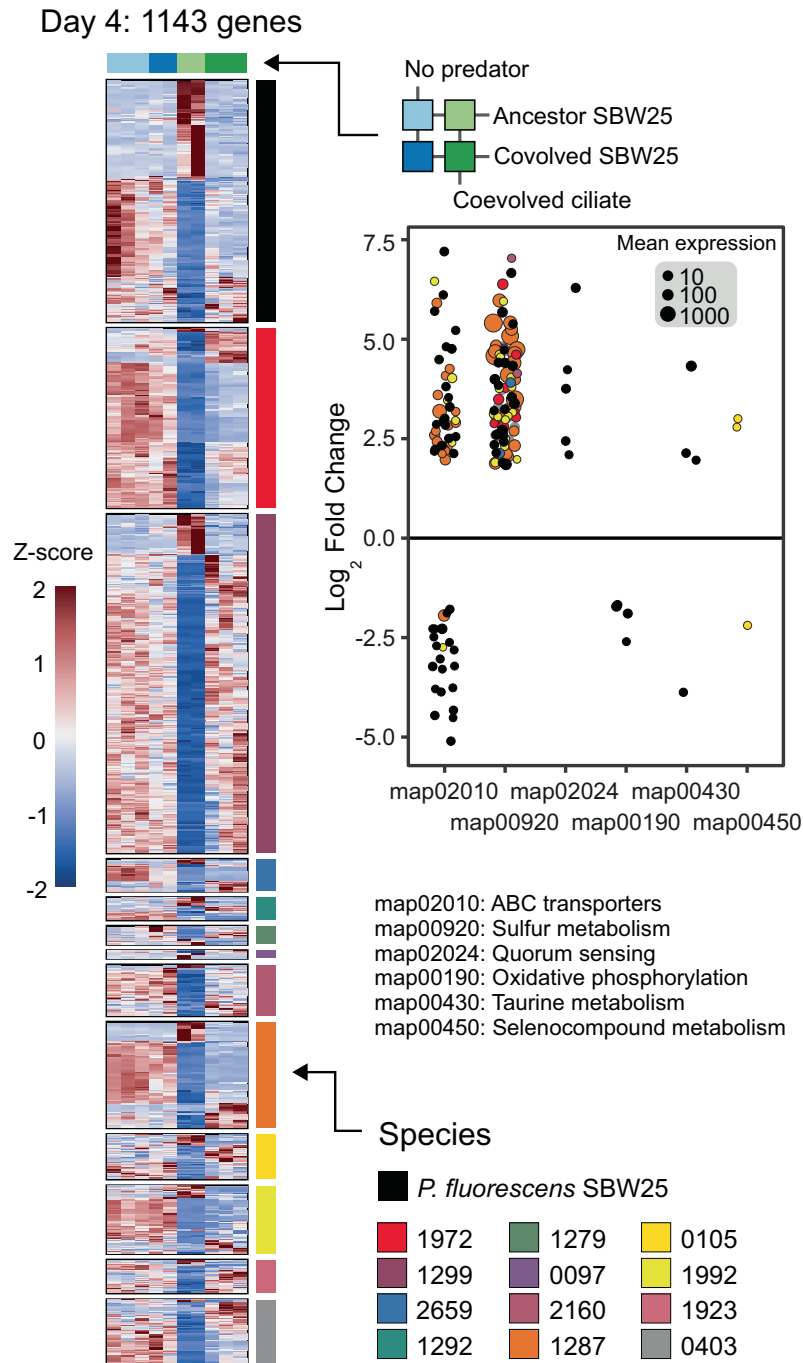 Day 4: 1143 genes
No predator
Ancestor SBW25
Covolved SBW25
Coevolved ciliate
Z-score
2
1
0
-1
-2
Log2 Fold Change
7.5
5.0
2.5
0.0
-2.5
-5.0
Mean expression
10
100
1000
map02010 map02024 map00430
map00920 map00190 map00450
map02010: ABC transporters
map00920: Sulfur metabolism
map02024: Quorum sensing
map00190: Oxidative phosphorylation
map00430: Taurine metabolism
map00450: Selenocompound metabolism
Species
P. fluorescens SBW25
1972 1279 0105
1299 0097 1992
2659 2160 1923
1292 1287 0403